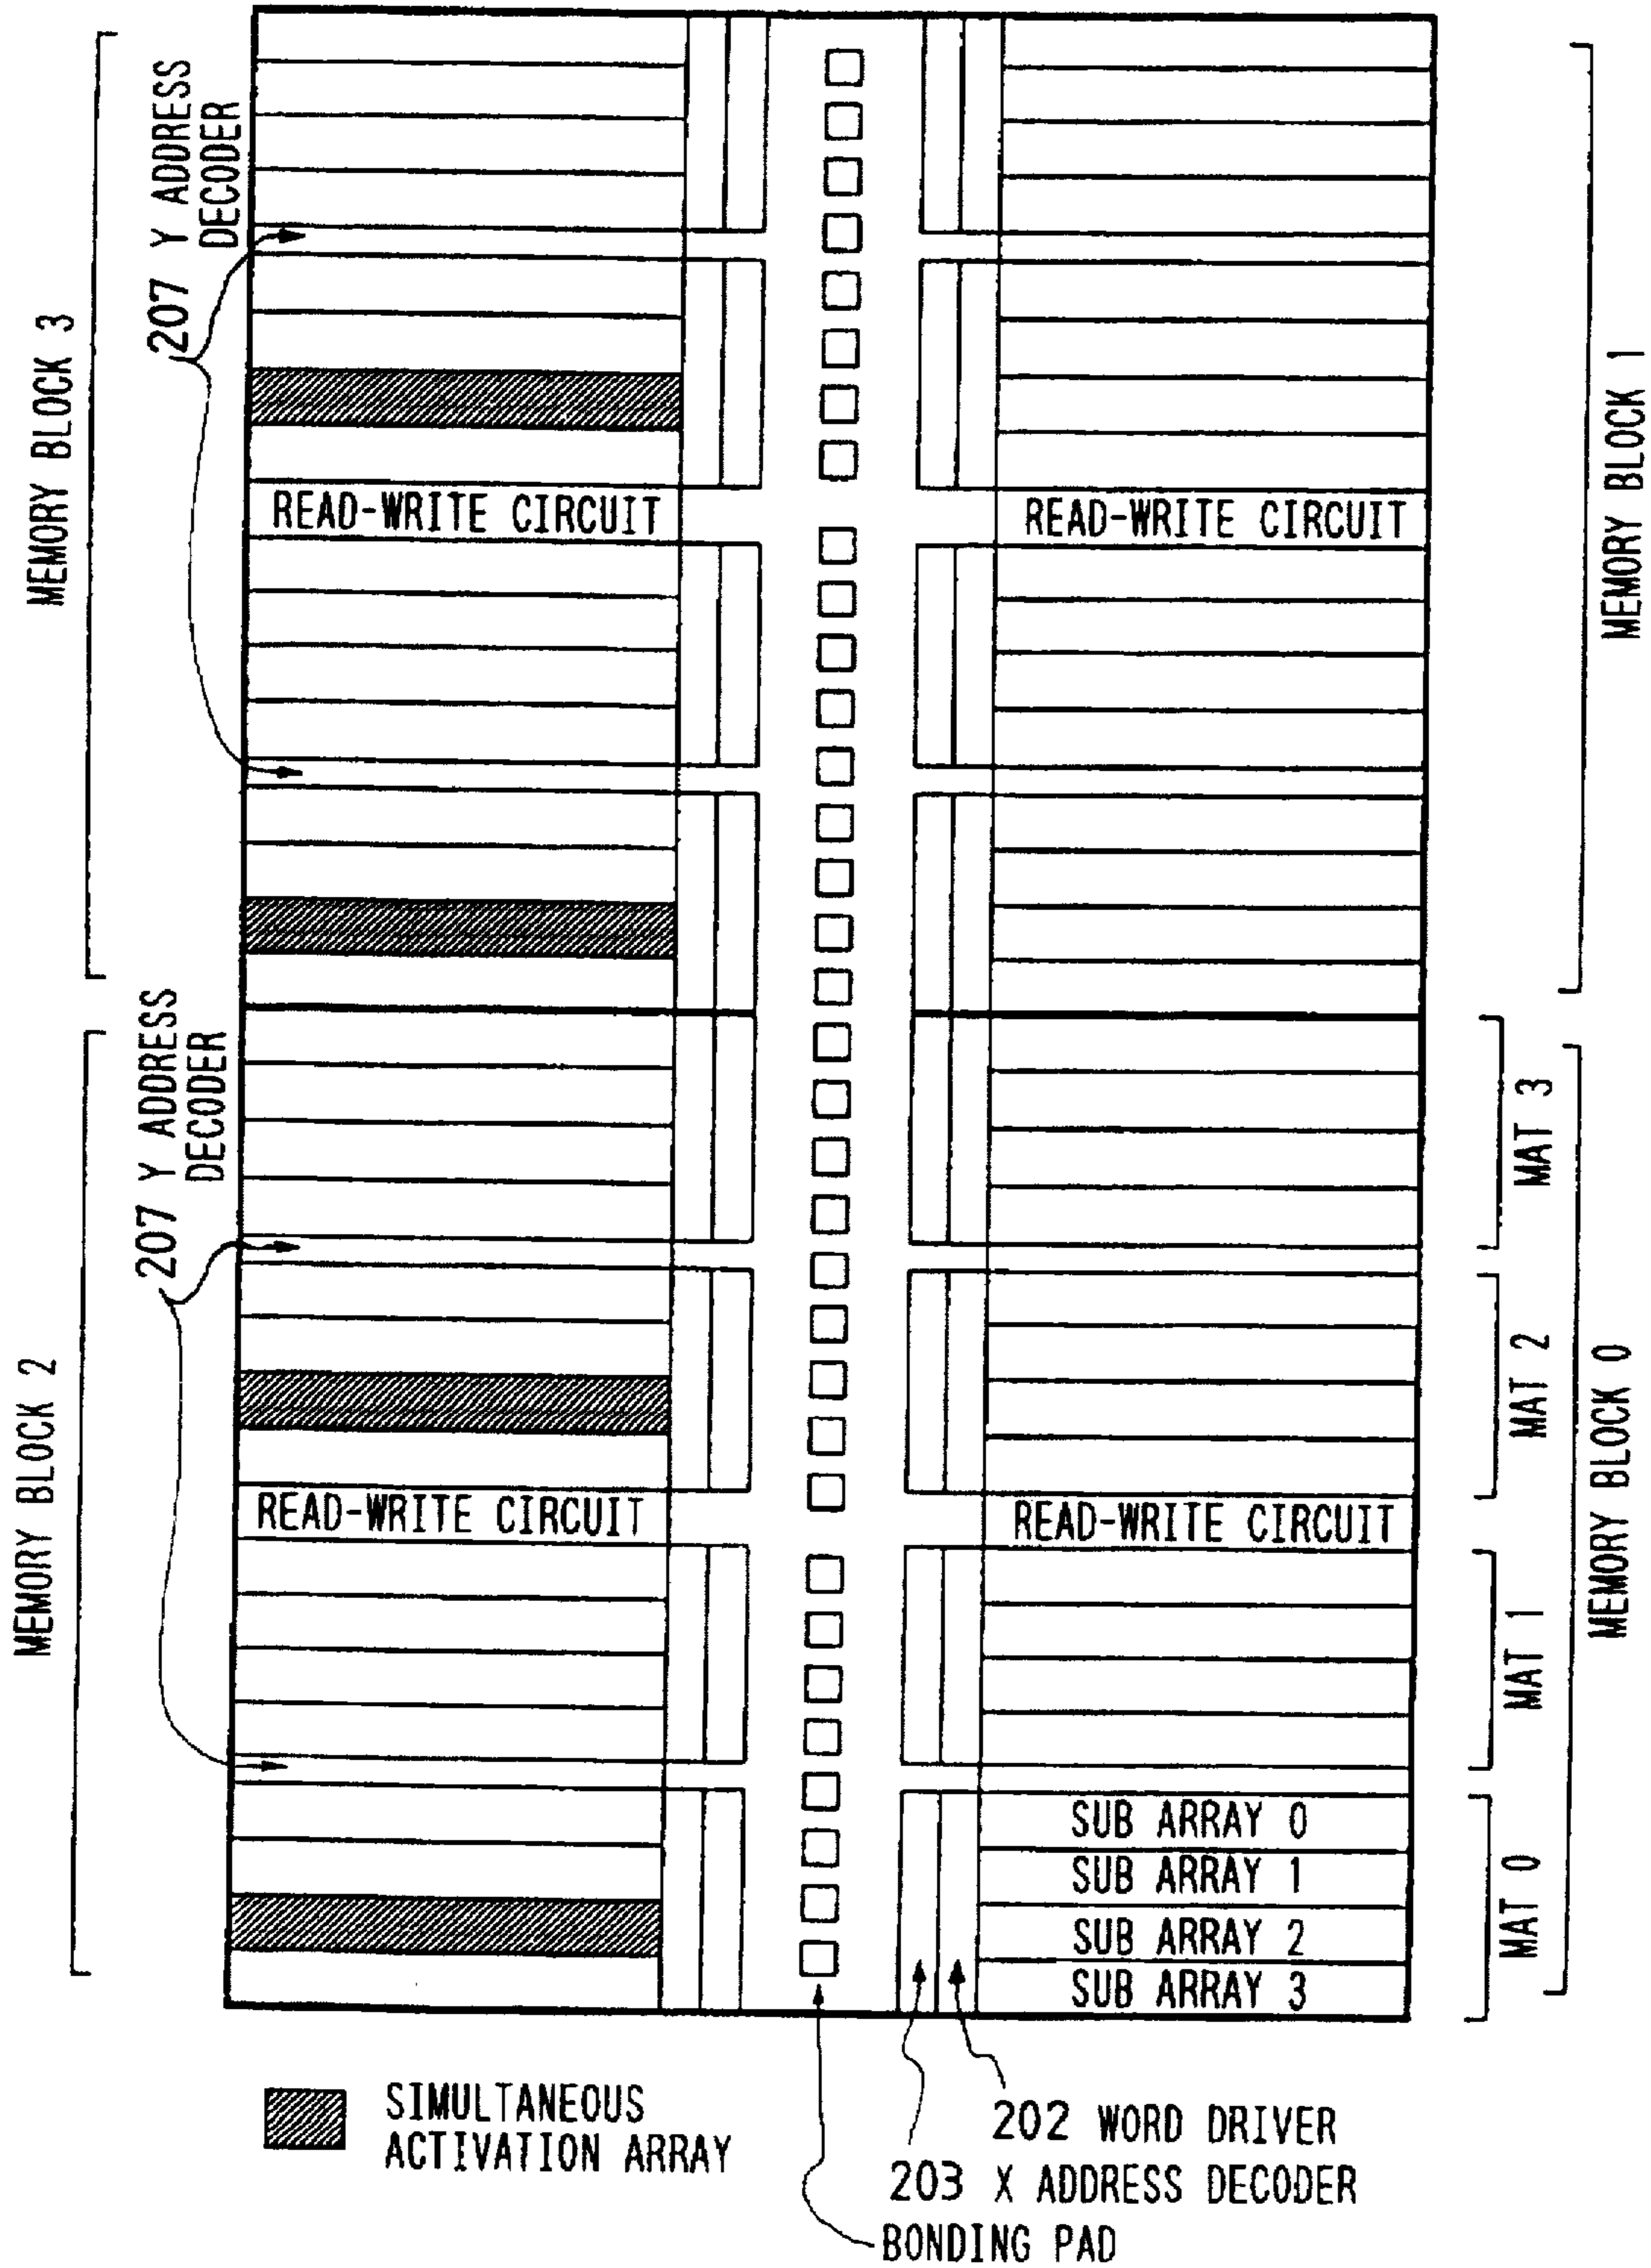 207 Y ADDRESS
DECODER
MEMORY BLOCK 3
READ-WRITE CIRCUIT
READ-WRITE CIRCUIT
MEMORY BLOCK 1
207 Y ADDRESS
DECODER
MEMORY BLOCK 2
READ-WRITE CIRCUIT
READ-WRITE CIRCUIT
MAT 3
MAT 2
MAT 1
MAT 0
MEMORY BLOCK 0
SUB ARRAY 0
SUB ARRAY 1
SUB ARRAY 2
SUB ARRAY 3
SIMULTANEOUS
ACTIVATION ARRAY
202 WORD DRIVER
203 X ADDRESS DECODER
BONDING PAD